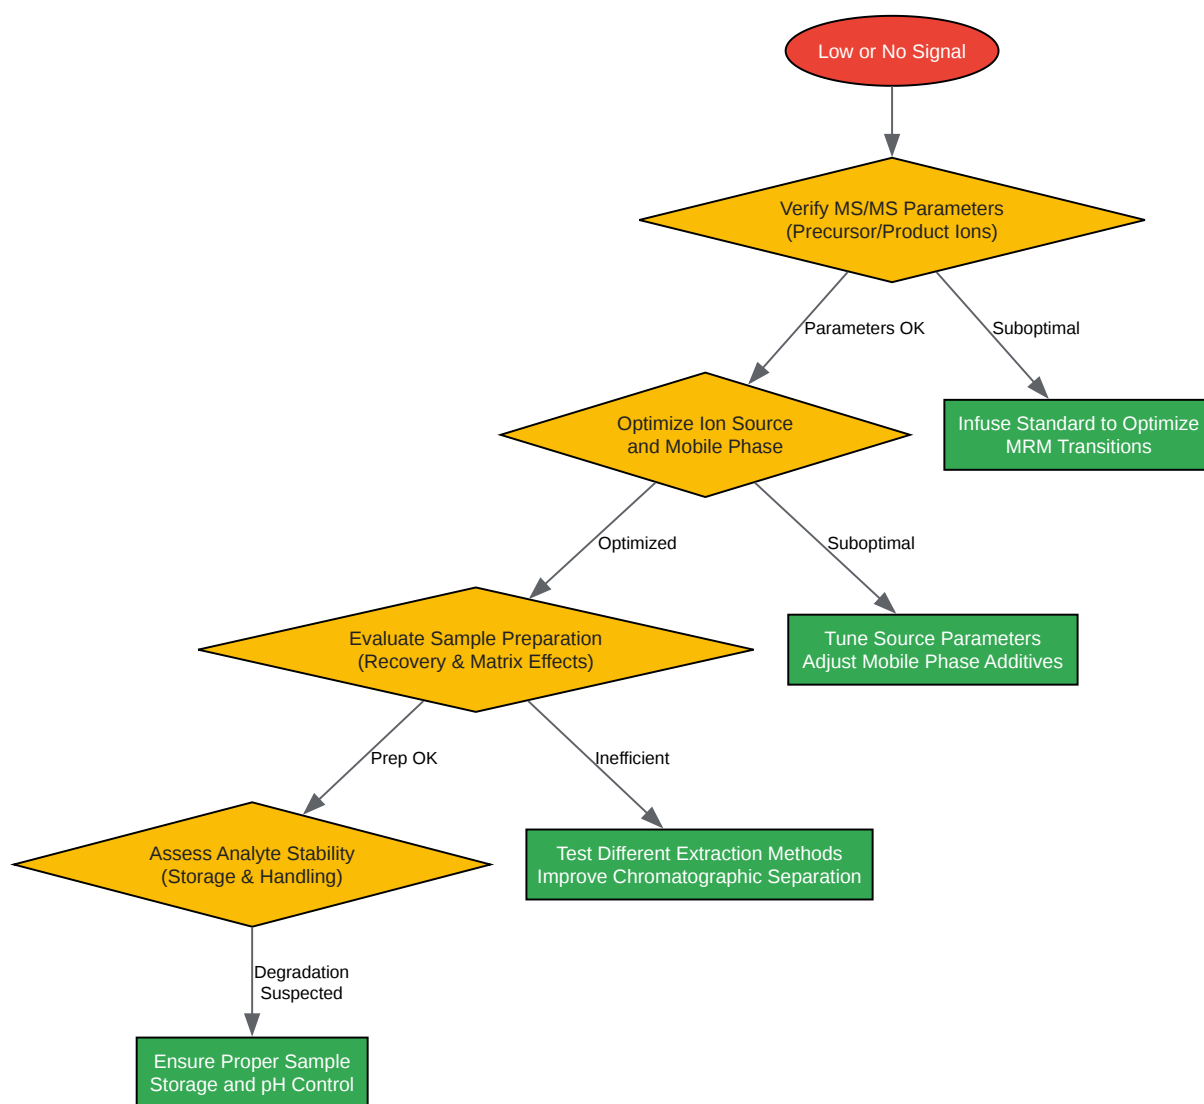 Low or No Signal
Verify MS/MS Parameters
(Precursor/Product Ions)
Parameters OK
Suboptimal
Optimize Ion Source
and Mobile Phase
Infuse Standard to Optimize
MRM Transitions
Optimized
Suboptimal
Evaluate Sample Preparation
(Recovery & Matrix Effects)
Tune Source Parameters
Adjust Mobile Phase Additives
Prep OK
Inefficient
Assess Analyte Stability
(Storage & Handling)
Test Different Extraction Methods
Improve Chromatographic Separation
Degradation
Suspected
Ensure Proper Sample
Storage and pH Control